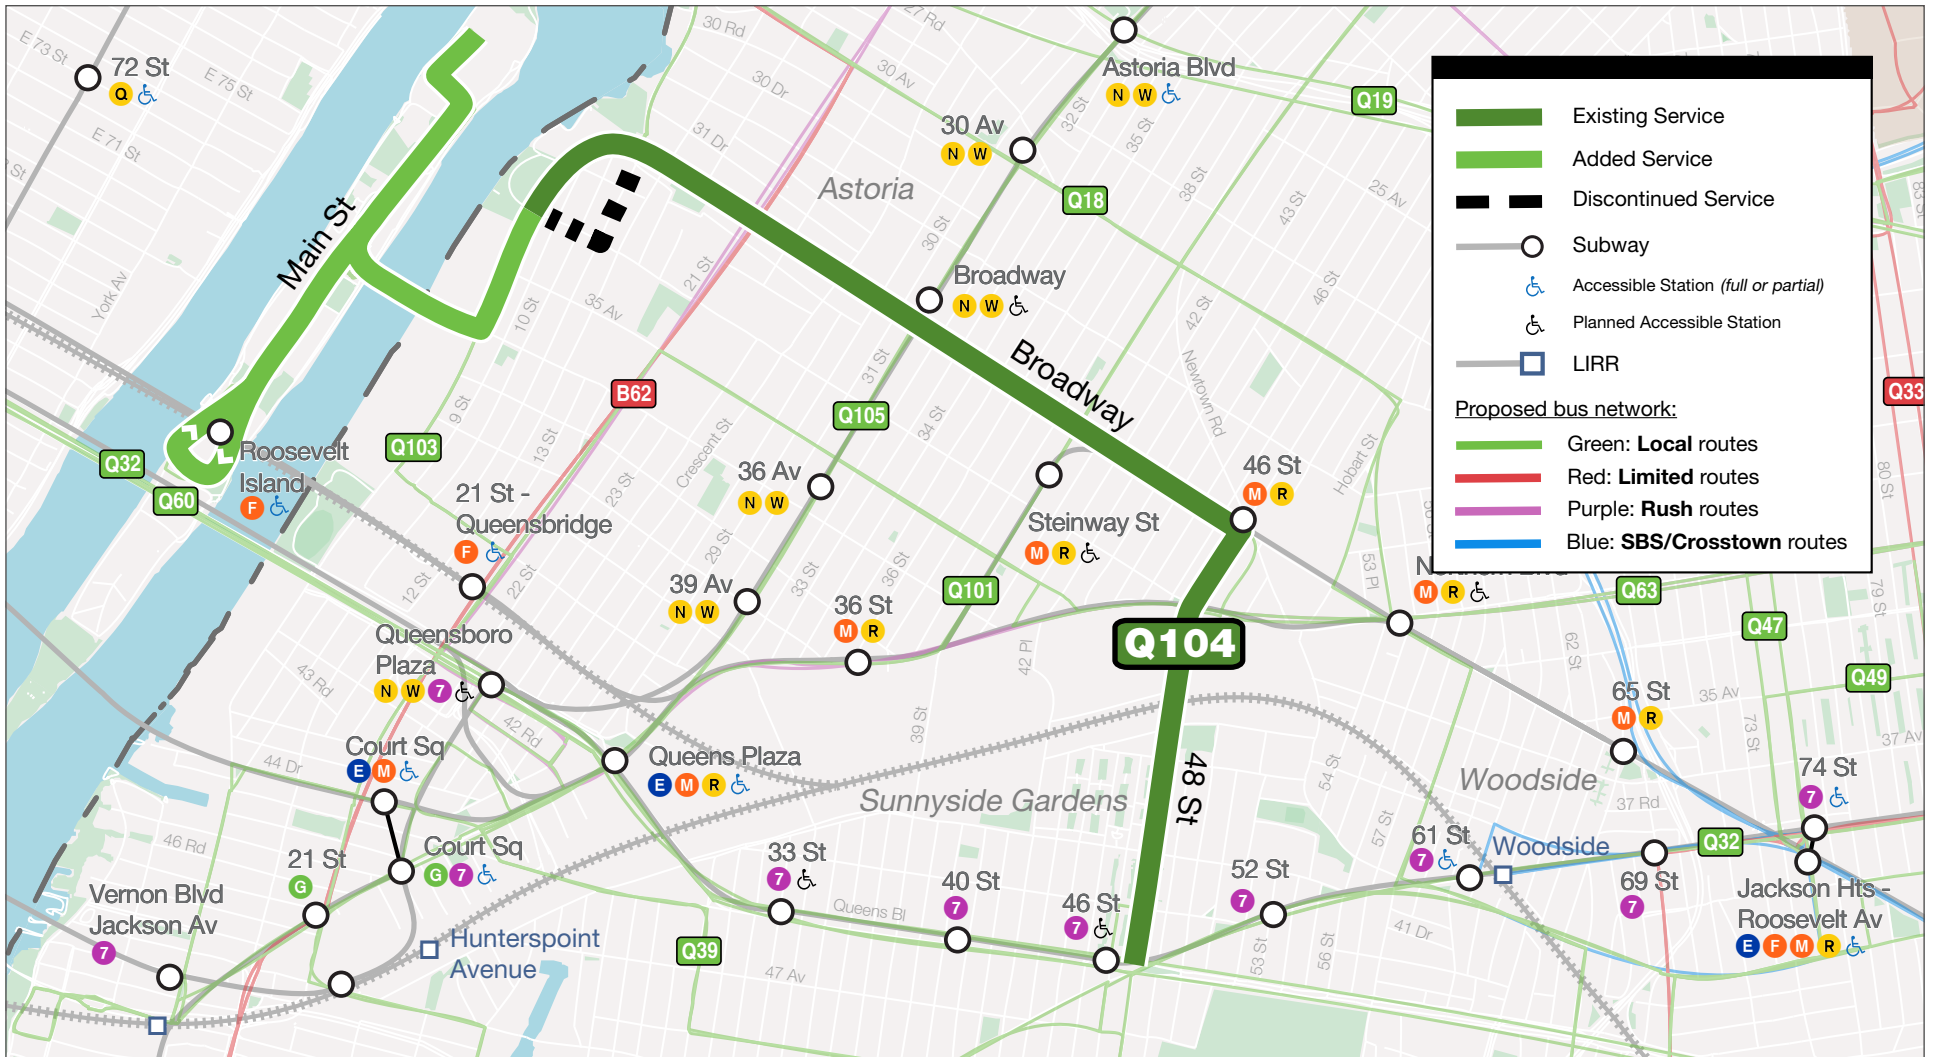 E 73 St
72 St
Q
E 75 St
E 71 St
St
York Av
Main St
Roosevelt
Island
F
Q32
Q60
Q103
B62
30 Rd
27 Rd
30 Av
30 Dr
31 Dr
Astoria Blvd
N W
30 Av
N W
32 St
35 St
Q19
Q18
Astoria
38 St
43 St
25 Av
30 St
21 St
Broadway
N W
10 St
35 Av
42 St
46 St
Broadway
Newtown Rd
31 St
Q105
34 St
9 St
13 St
Crescent St
23 St
36 Av
N W
46 St
M R
Hobart St
21 St -
Queensbridge
F
Steinway St
M R
29 St
33 St
36 St
12 St
22 St
39 Av
N W
36 St
M R
Q101
53 Pl
M R
Q63
Q47
Q49
Q33
83 St
80 St
79 St
Queensboro
Plaza
N W 7
43 Rd
42 Rd
42 Pl
39 St
Q104
62 St
65 St
M R
35 Av
73 St
37 Av
Court Sq
E M
44 Dr
Queens Plaza
E M R
Sunnyside Gardens
48 St
54 St
57 St
Woodside
37 Rd
74 St
7
46 Rd
21 St
G
Court Sq
G 7
33 St
7
40 St
7
Queens Bl
46 St
7
52 St
7
61 St
7
Woodside
Q32
69 St
7
Jackson Hts -
Roosevelt Av
E F M R
Vernon Blvd
Jackson Av
7
Hunterspoint
Avenue
Q39
47 Av
53 St
56 St
41 Dr
Existing Service
Added Service
Discontinued Service
Subway
Accessible Station (full or partial)
Planned Accessible Station
LIRR
Proposed bus network:
Green: Local routes
Red: Limited routes
Purple: Rush routes
Blue: SBS/Crosstown routes